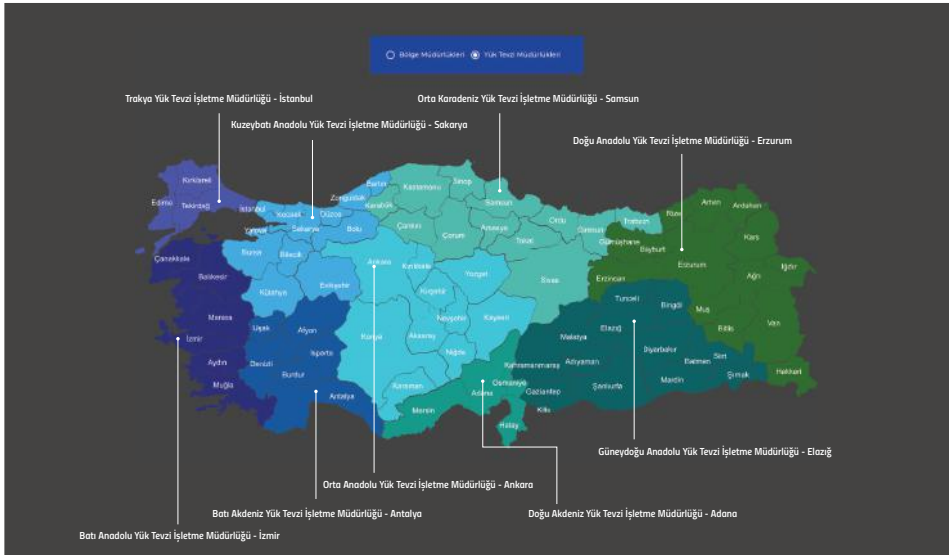 Bölge Müdürlükleri Yük Tevzi Müdürlükleri
Trakya Yük Tevzi İşletme Müdürlüğü - İstanbul
Orta Karadeniz Yük Tevzi İşletme Müdürlüğü - Samsun
Kuzeybatı Anadolu Yük Tevzi İşletme Müdürlüğü - Sakarya
Doğu Anadolu Yük Tevzi İşletme Müdürlüğü - Erzurum
Kırklareli
Edirne
Tekirdağ
İstanbul
Kocaeli
Yalova
Sakarya
Düzce
Zonguldak
Bartın
Karabük
Bolu
Kastamonu
Sinop
Samsun
Çankırı
Çorum
Amasya
Tokat
Ordu
Giresun
Trabzon
Gümüşhane
Rize
Artvin
Ardahan
Kars
Bayburt
Erzurum
Erzincan
Iğdır
Ağrı
Çanakkale
Balıkesir
Bursa
Bilecik
Kütahya
Eskişehir
Ankara
Kırıkkale
Yozgat
Sivas
Kırşehir
Nevşehir
Kayseri
Tunceli
Bingöl
Muş
Bitlis
Van
Manisa
İzmir
Uşak
Afyon
Konya
Aksaray
Niğde
Malatya
Elazığ
Diyarbakır
Batman
Siirt
Şırnak
Hakkari
Aydın
Denizli
Isparta
Burdur
Muğla
Antalya
Karaman
Mersin
Adana
Osmaniye
Kahramanmaraş
Adıyaman
Gaziantep
Şanlıurfa
Mardin
Kilis
Hatay
Güneydoğu Anadolu Yük Tevzi İşletme Müdürlüğü - Elazığ
Orta Anadolu Yük Tevzi İşletme Müdürlüğü - Ankara
Batı Akdeniz Yük Tevzi İşletme Müdürlüğü - Antalya
Doğu Akdeniz Yük Tevzi İşletme Müdürlüğü - Adana
Batı Anadolu Yük Tevzi İşletme Müdürlüğü - İzmir